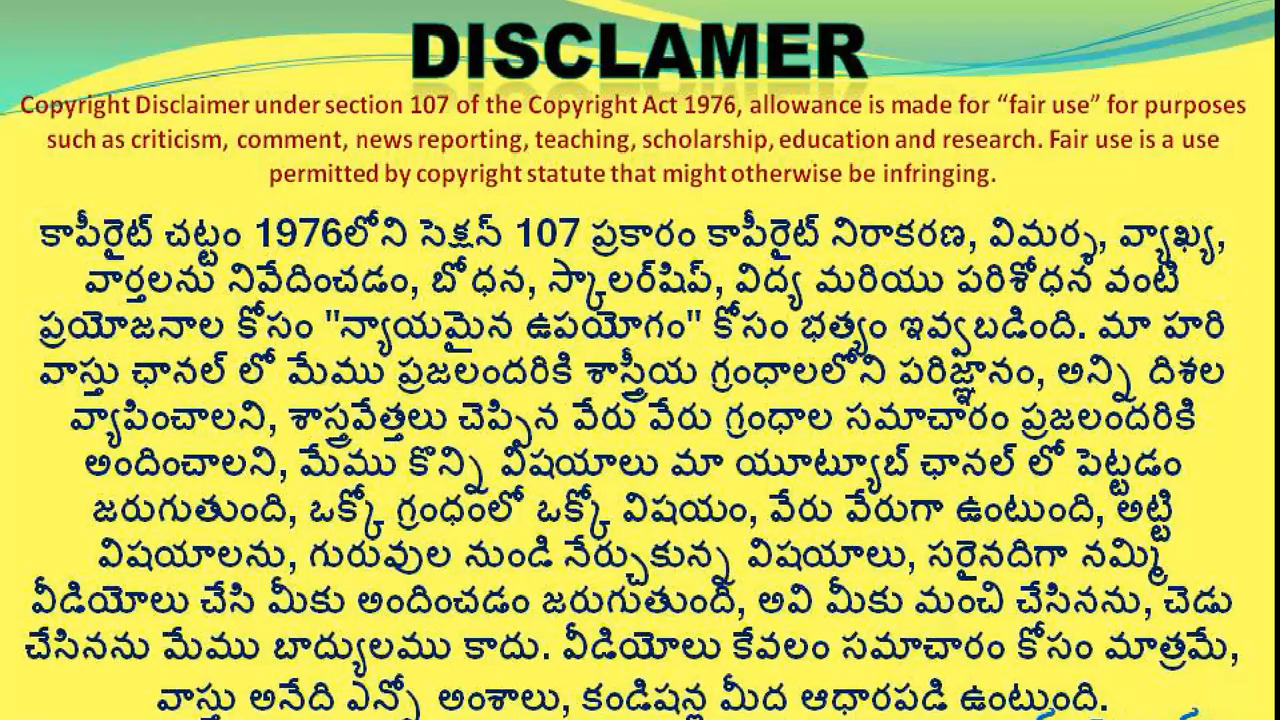 DISCLAMER
Copyright Disclaimer under section 107 of the Copyright Act 1976, allowance is made for “fair use” for purposes
such as criticism, comment, news reporting, teaching, scholarship, education and research. Fair use is a use
permitted by copyright statute that might otherwise be infringing.
కాపీరైట్ చట్టం 1976లోని సెక్షన్ 107 ప్రకారం కాపీరైట్ నిరాకరణ, విమర్శ, వ్యాఖ్య,
వార్తలను నివేదించడం, బోధన, స్కాలర్‌షిప్, విద్య మరియు పరిశోధన వంటి
ప్రయోజనాల కోసం "న్యాయమైన ఉపయోగం" కోసం భత్యం ఇవ్వబడింది. మా హరి
వాస్తు ఛానల్ లో మేము ప్రజలందరికి శాస్త్రీయ గ్రంధాలలోని పరిజ్ఞానం, అన్ని దిశల
వ్యాపించాలని, శాస్త్రవేత్తలు చెప్పిన వేరు వేరు గ్రంధాల సమాచారం ప్రజలందరికి
అందించాలని, మేము కొన్ని విషయాలు మా యూట్యూబ్ ఛానల్ లో పెట్టడం
జరుగుతుంది, ఒక్కో గ్రంధంలో ఒక్కో విషయం, వేరు వేరుగా ఉంటుంది, అట్టి
విషయాలను, గురువుల నుండి నేర్చుకున్న విషయాలు, సరైనదిగా నమ్మి
వీడియోలు చేసి మీకు అందించడం జరుగుతుంది, అవి మీకు మంచి చేసినను, చెడు
చేసినను మేము బాద్యులము కాదు. వీడియోలు కేవలం సమాచారం కోసం మాత్రమే,
వాస్తు అనేది ఎన్నో అంశాలు, కండిషన్ల మీద ఆధారపడి ఉంటుంది.